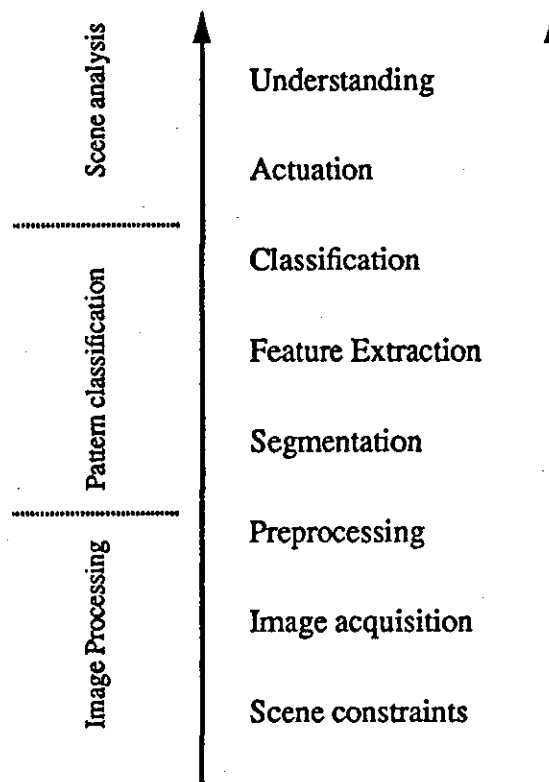 Scene analysis
Understanding
Actuation
Pattern classification
Classification
Feature Extraction
Segmentation
Image Processing
Preprocessing
Image acquisition
Scene constraints